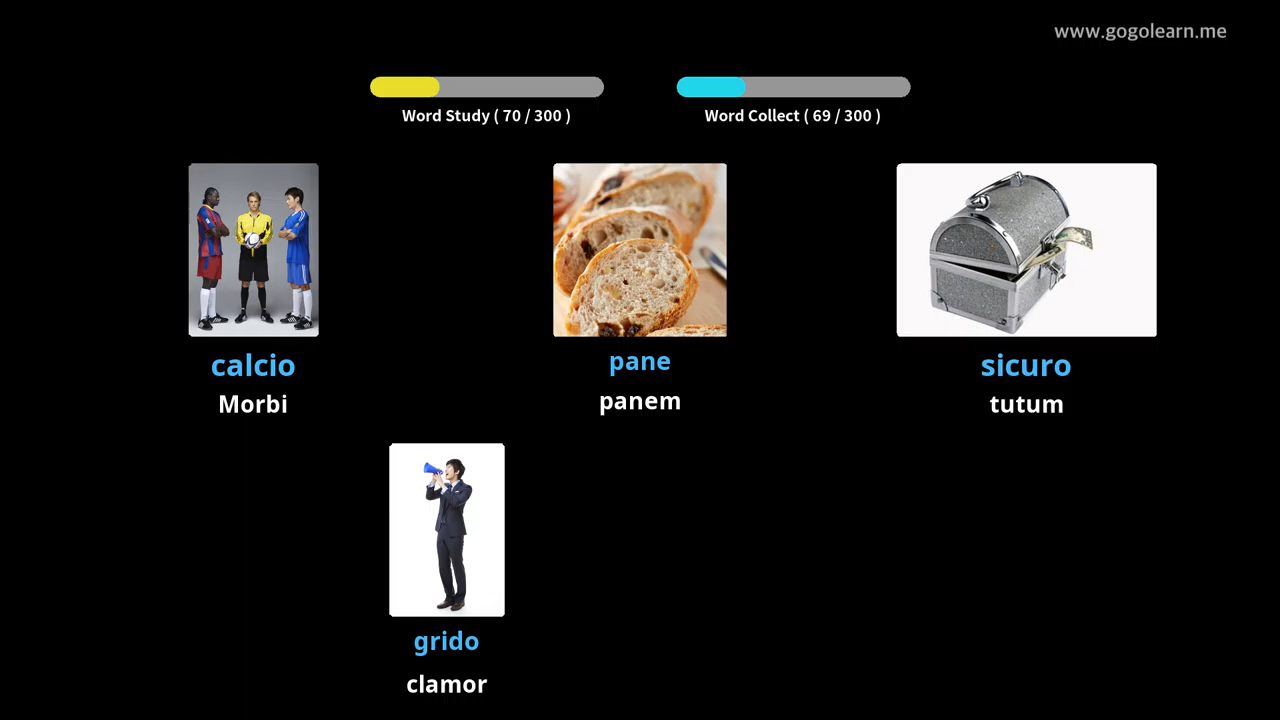 www.gogolearn.me
Word Study ( 70 / 300 )
Word Collect ( 69 / 300 )
calcio
Morbi
pane
panem
sicuro
tutum
grido
clamor